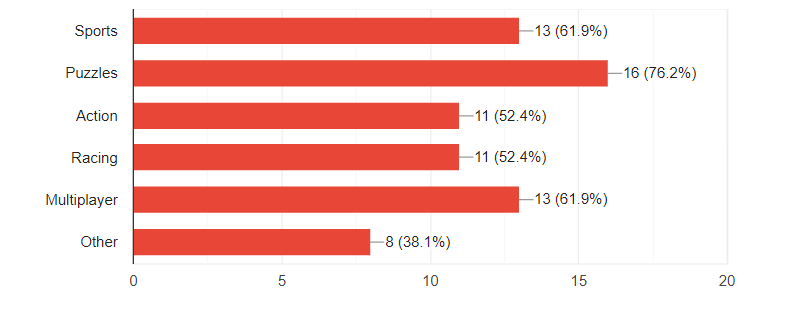 Sports 13 (61.9%)
Puzzles 16 (76.2%)
Action 11 (52.4%)
Racing 11 (52.4%)
Multiplayer 13 (61.9%)
Other 8 (38.1%)
0 5 10 15 20